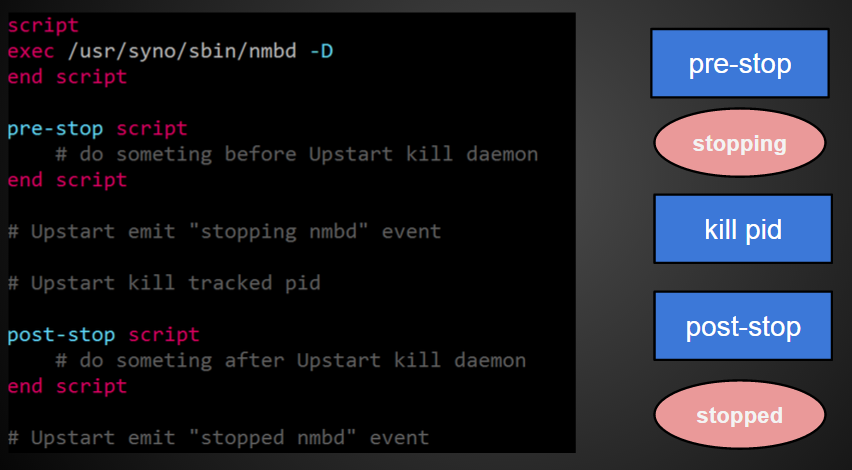 script
exec /usr/syno/sbin/nmbd -D
end script
pre-stop script
# do someting before Upstart kill daemon
end script
# Upstart emit "stopping nmbd" event
# Upstart kill tracked pid
post-stop script
# do someting after Upstart kill daemon
end script
# Upstart emit "stopped nmbd" event
pre-stop
stopping
kill pid
post-stop
stopped